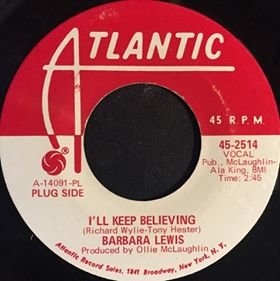 ATLANTIC
45 R.P.M.
A-14091-PL
PLUG SIDE
45-2514
VOCAL
Pub., McLaughlin-
Ala King, BMI
Time: 2:45
I'LL KEEP BELIEVING
(Richard Wylie-Tony Hester)
BARBARA LEWIS
Produced by Ollie McLaughlin
Atlantic Record Sales, 1841 Broadway, New York, N.Y.